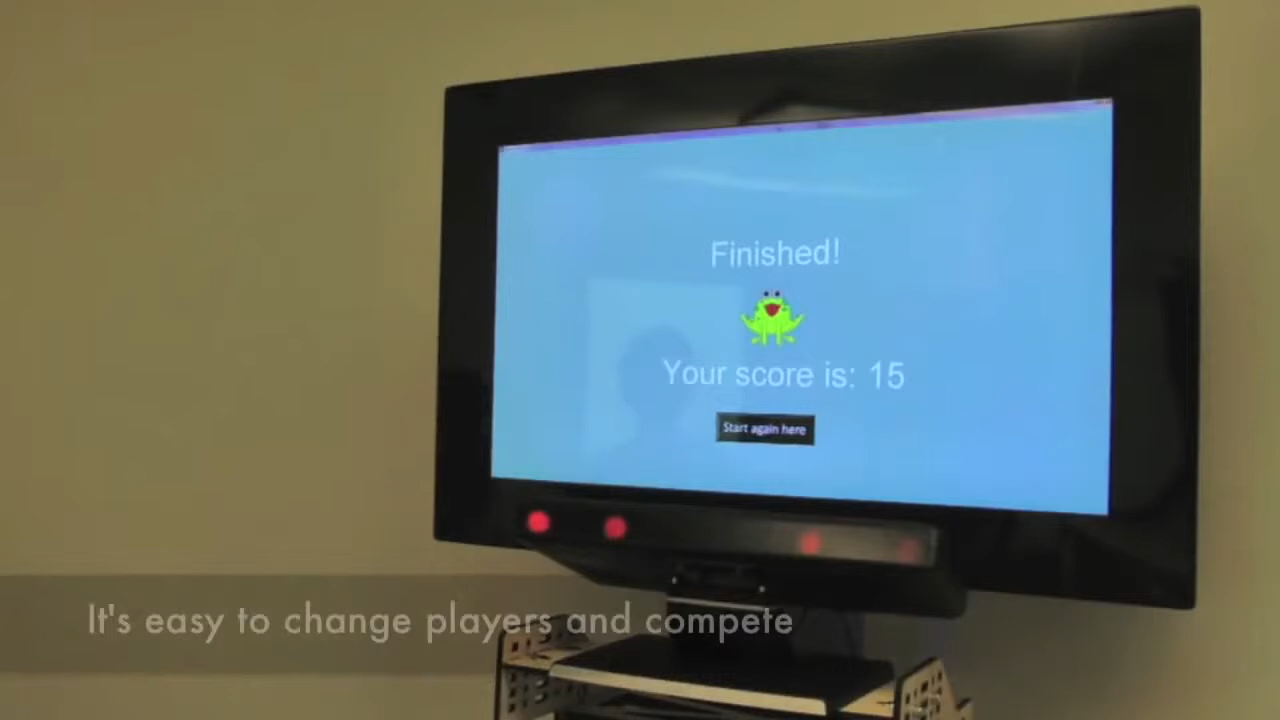 Finished!
Your score is: 15
Start again here
It's easy to change players and compete